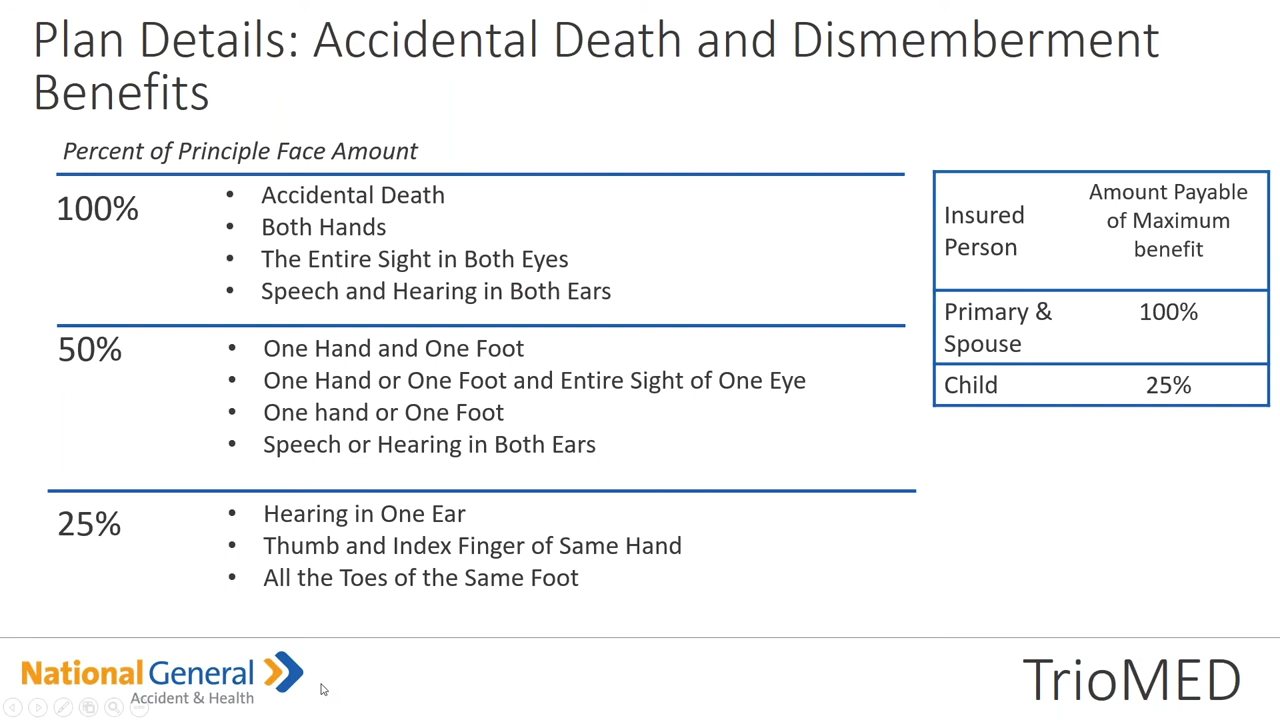 Plan Details: Accidental Death and Dismemberment
Benefits
Percent of Principle Face Amount
100%
• Accidental Death
• Both Hands
• The Entire Sight in Both Eyes
• Speech and Hearing in Both Ears
50%
• One Hand and One Foot
• One Hand or One Foot and Entire Sight of One Eye
• One hand or One Foot
• Speech or Hearing in Both Ears
25%
• Hearing in One Ear
• Thumb and Index Finger of Same Hand
• All the Toes of the Same Foot
Insured
Person
Amount Payable
of Maximum
benefit
Primary &
Spouse
100%
Child
25%
National General
Accident & Health
TrioMED